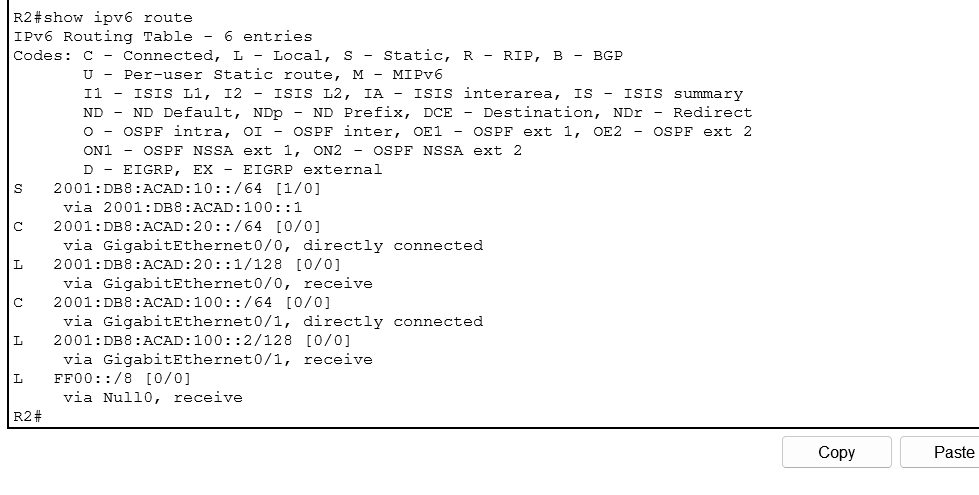 R2#show ipv6 route
IPv6 Routing Table - 6 entries
Codes: C - Connected, L - Local, S - Static, R - RIP, B - BGP
       U - Per-user Static route, M - MIPv6
       I1 - ISIS L1, I2 - ISIS L2, IA - ISIS interarea, IS - ISIS summary
       ND - ND Default, NDp - ND Prefix, DCE - Destination, NDr - Redirect
       O - OSPF intra, OI - OSPF inter, OE1 - OSPF ext 1, OE2 - OSPF ext 2
       ON1 - OSPF NSSA ext 1, ON2 - OSPF NSSA ext 2
       D - EIGRP, EX - EIGRP external
S   2001:DB8:ACAD:10::/64 [1/0]
     via 2001:DB8:ACAD:100::1
C   2001:DB8:ACAD:20::/64 [0/0]
     via GigabitEthernet0/0, directly connected
L   2001:DB8:ACAD:20::1/128 [0/0]
     via GigabitEthernet0/0, receive
C   2001:DB8:ACAD:100::/64 [0/0]
     via GigabitEthernet0/1, directly connected
L   2001:DB8:ACAD:100::2/128 [0/0]
     via GigabitEthernet0/1, receive
L   FF00::/8 [0/0]
     via Null0, receive
R2#
Copy Paste